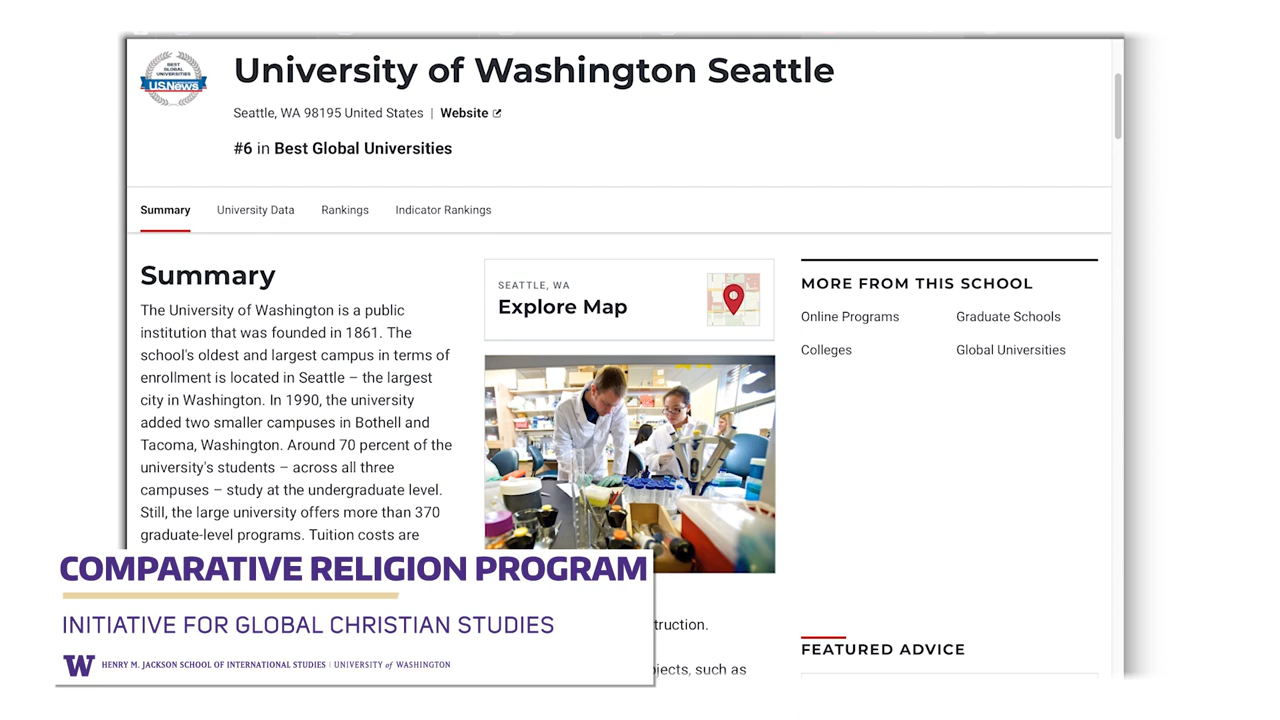 BEST
GLOBAL
UNIVERSITIES
U.S.News
University of Washington Seattle
Seattle, WA 98195 United States | Website
#6 in Best Global Universities
Summary University Data Rankings Indicator Rankings
Summary
The University of Washington is a public
institution that was founded in 1861. The
school's oldest and largest campus in terms of
enrollment is located in Seattle – the largest
city in Washington. In 1990, the university
added two smaller campuses in Bothell and
Tacoma, Washington. Around 70 percent of the
university's students – across all three
campuses – study at the undergraduate level.
Still, the large university offers more than 370
graduate-level programs. Tuition costs are
SEATTLE, WA
Explore Map
truction.
ojects, such as
MORE FROM THIS SCHOOL
Online Programs Graduate Schools
Colleges Global Universities
FEATURED ADVICE
COMPARATIVE RELIGION PROGRAM
INITIATIVE FOR GLOBAL CHRISTIAN STUDIES
W HENRY M. JACKSON SCHOOL OF INTERNATIONAL STUDIES | UNIVERSITY of WASHINGTON